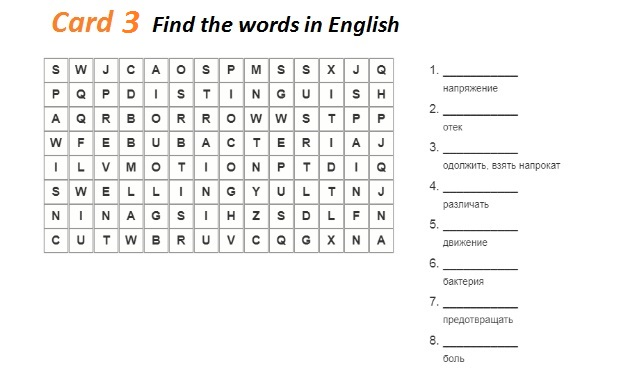 Card 3 Find the words in English
S W J C A O S P M S S X J Q
P Q P D I S T I N G U I S H
A Q R B O R R O W W S T P P
W F E B U B A C T E R I A J
I L V M O T I O N P T D I Q
S W E L L I N G Y U L T N J
N I N A G S I H Z S D L F N
C U T W B R U V C Q G X N A
1. ___________
напряжение
2. ___________
отек
3. ___________
одолжить, взять напрокат
4. ___________
различать
5. ___________
движение
6. ___________
бактерия
7. ___________
предотвращать
8. ___________
боль